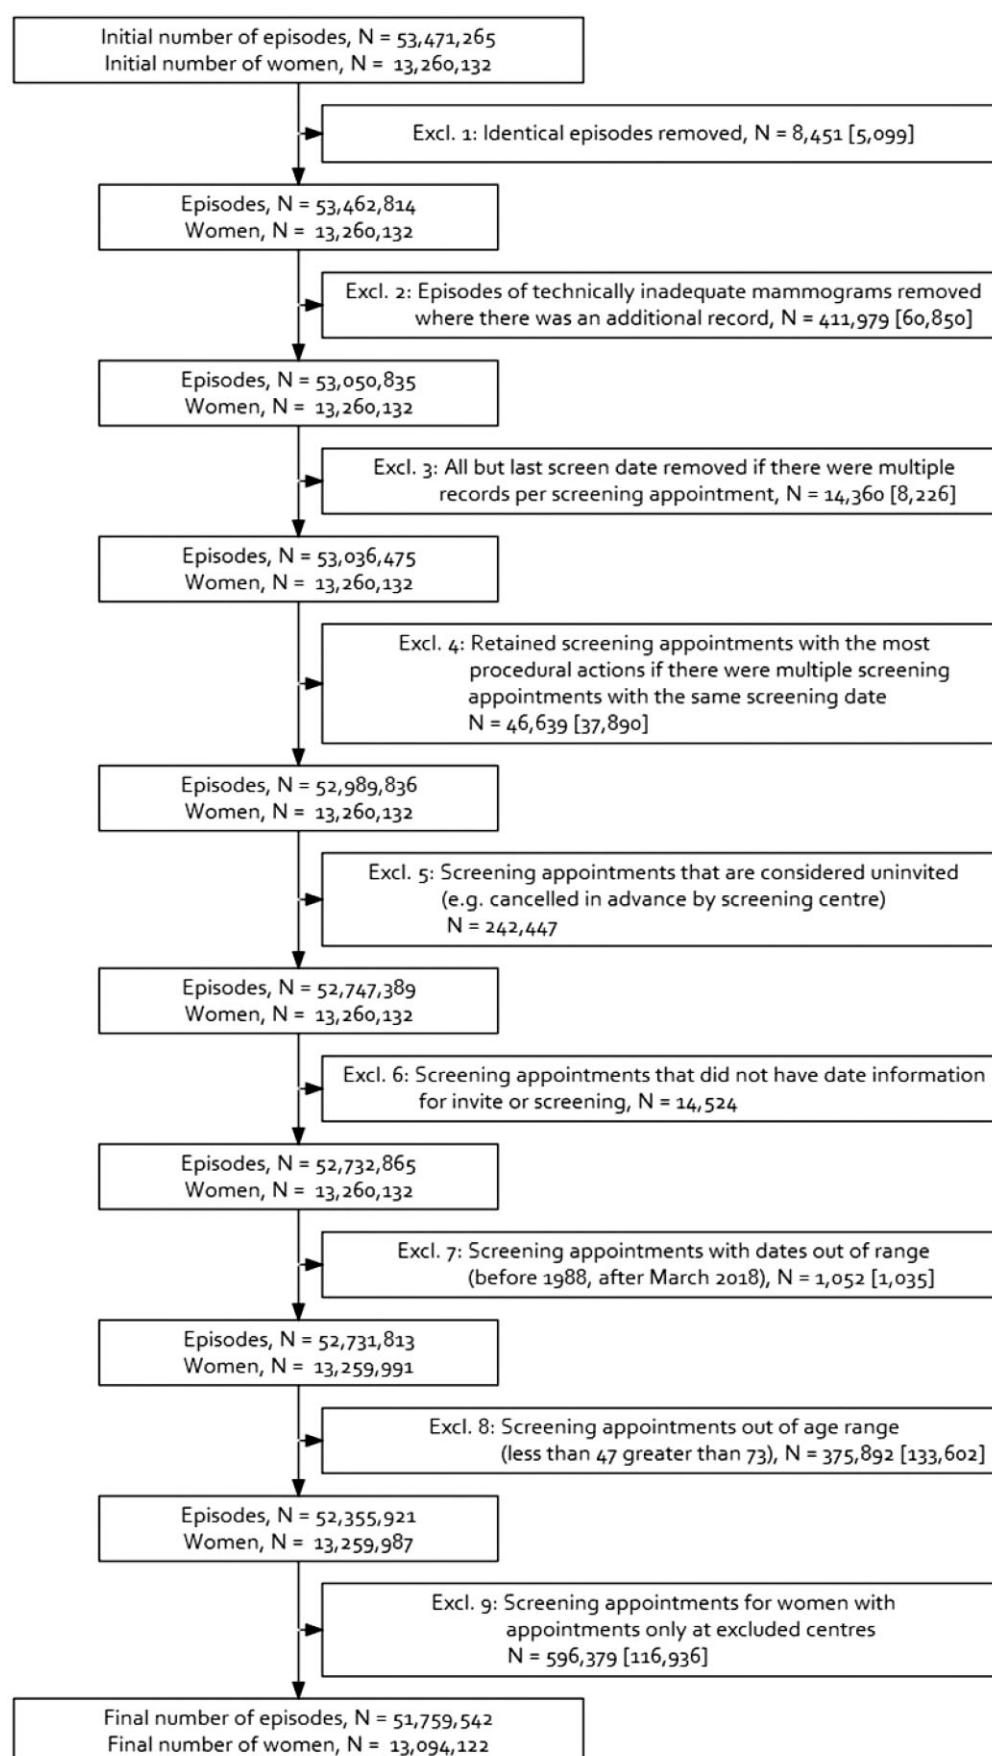 Initial number of episodes, N = 53,471,265
Initial number of women, N = 13,260,132
Excl. 1: Identical episodes removed, N = 8,451 [5,099]
Episodes, N = 53,462,814
Women, N = 13,260,132
Excl. 2: Episodes of technically inadequate mammograms removed
where there was an additional record, N = 411,979 [60,850]
Episodes, N = 53,050,835
Women, N = 13,260,132
Excl. 3: All but last screen date removed if there were multiple
records per screening appointment, N = 14,360 [8,226]
Episodes, N = 53,036,475
Women, N = 13,260,132
Excl. 4: Retained screening appointments with the most
procedural actions if there were multiple screening
appointments with the same screening date
N = 46,639 [37,890]
Episodes, N = 52,989,836
Women, N = 13,260,132
Excl. 5: Screening appointments that are considered uninvited
(e.g. cancelled in advance by screening centre)
N = 242,447
Episodes, N = 52,747,389
Women, N = 13,260,132
Excl. 6: Screening appointments that did not have date information
for invite or screening, N = 14,524
Episodes, N = 52,732,865
Women, N = 13,260,132
Excl. 7: Screening appointments with dates out of range
(before 1988, after March 2018), N = 1,052 [1,035]
Episodes, N = 52,731,813
Women, N = 13,259,991
Excl. 8: Screening appointments out of age range
(less than 47 greater than 73), N = 375,892 [133,602]
Episodes, N = 52,355,921
Women, N = 13,259,987
Excl. 9: Screening appointments for women with
appointments only at excluded centres
N = 596,379 [116,936]
Final number of episodes, N = 51,759,542
Final number of women, N = 13,094,122